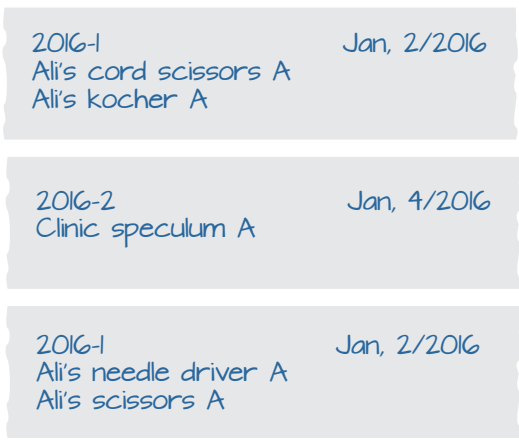 2016-1 Jan, 2/2016
Ali's cord scissors A
Ali's kocher A
2016-2 Jan, 4/2016
Clinic speculum A
2016-1 Jan, 2/2016
Ali's needle driver A
Ali's scissors A